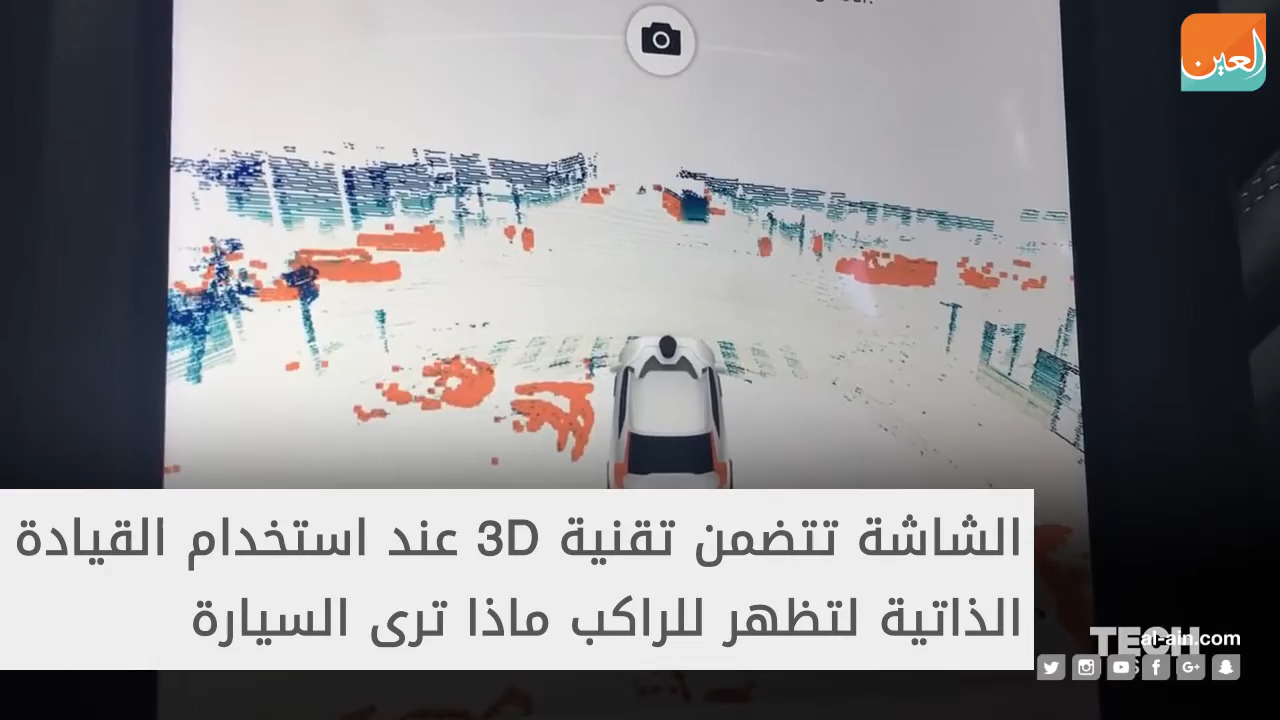 العين
الشاشة تتضمن تقنية 3D عند استخدام القيادة
الذاتية لتظهر للراكب ماذا ترى السيارة
TECH
al-ain.com